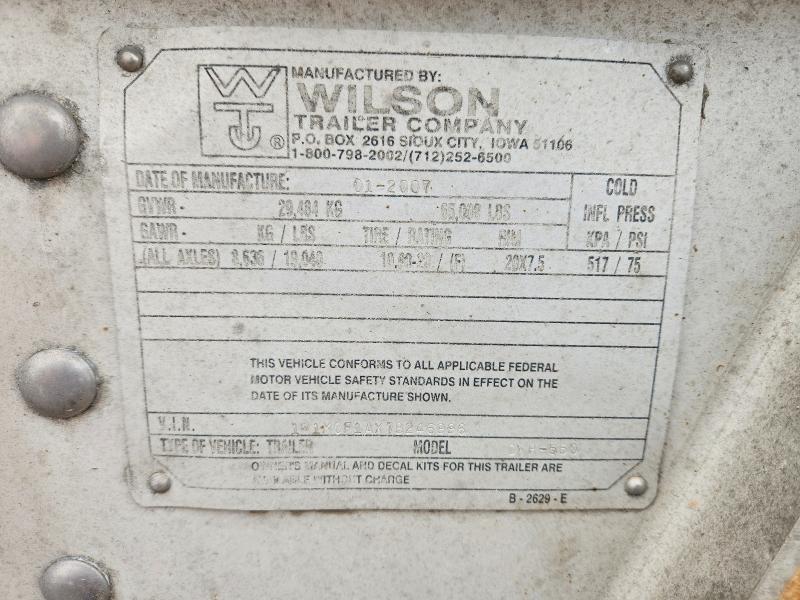 WT®
MANUFACTURED BY:
WILSON
TRAILER COMPANY
P.O. BOX 2616 SIOUX CITY, IOWA 51106
1-800-798-2002/(712)252-6500
DATE OF MANUFACTURE: 01-2007
GVWR- 29,484 KG 65,000 LBS
GAWR- KG / LBS TIRE / RATING RIM
(ALL AXLES) 8,636 / 19,040 (F) 20X7.5
COLD
INFL PRESS
KPA / PSI
517 / 75
THIS VEHICLE CONFORMS TO ALL APPLICABLE FEDERAL
MOTOR VEHICLE SAFETY STANDARDS IN EFFECT ON THE
DATE OF ITS MANUFACTURE SHOWN.
V.I.N.
TYPE OF VEHICLE: TRAILER MODEL
OWNER'S MANUAL AND DECAL KITS FOR THIS TRAILER ARE
AVAILABLE WITHOUT CHARGE
B - 2629 - E